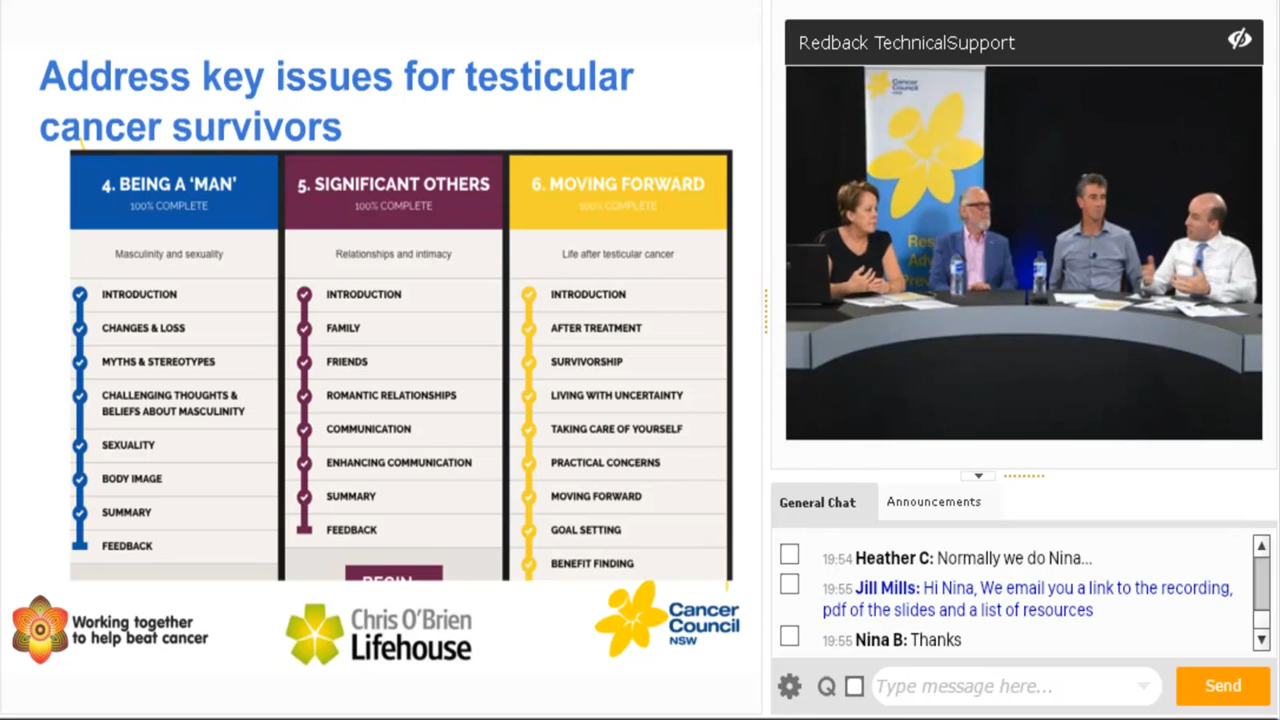 Address key issues for testicular
cancer survivors
4. BEING A ‘MAN’
100% COMPLETE
Masculinity and sexuality
INTRODUCTION
CHANGES & LOSS
MYTHS & STEREOTYPES
CHALLENGING THOUGHTS &
BELIEFS ABOUT MASCULINITY
SEXUALITY
BODY IMAGE
SUMMARY
FEEDBACK
5. SIGNIFICANT OTHERS
100% COMPLETE
Relationships and intimacy
INTRODUCTION
FAMILY
FRIENDS
ROMANTIC RELATIONSHIPS
COMMUNICATION
ENHANCING COMMUNICATION
SUMMARY
FEEDBACK
BEGIN
6. MOVING FORWARD
100% COMPLETE
Life after testicular cancer
INTRODUCTION
AFTER TREATMENT
SURVIVORSHIP
LIVING WITH UNCERTAINTY
TAKING CARE OF YOURSELF
PRACTICAL CONCERNS
MOVING FORWARD
GOAL SETTING
BENEFIT FINDING
Working together
to help beat cancer
Chris O'Brien
Lifehouse
Cancer
Council
NSW
Redback TechnicalSupport
Cancer
Council
NSW
General Chat
Announcements
19:54 Heather C: Normally we do Nina...
19:55 Jill Mills: Hi Nina, We email you a link to the recording,
pdf of the slides and a list of resources
19:55 Nina B: Thanks
Q
Type message here...
Send